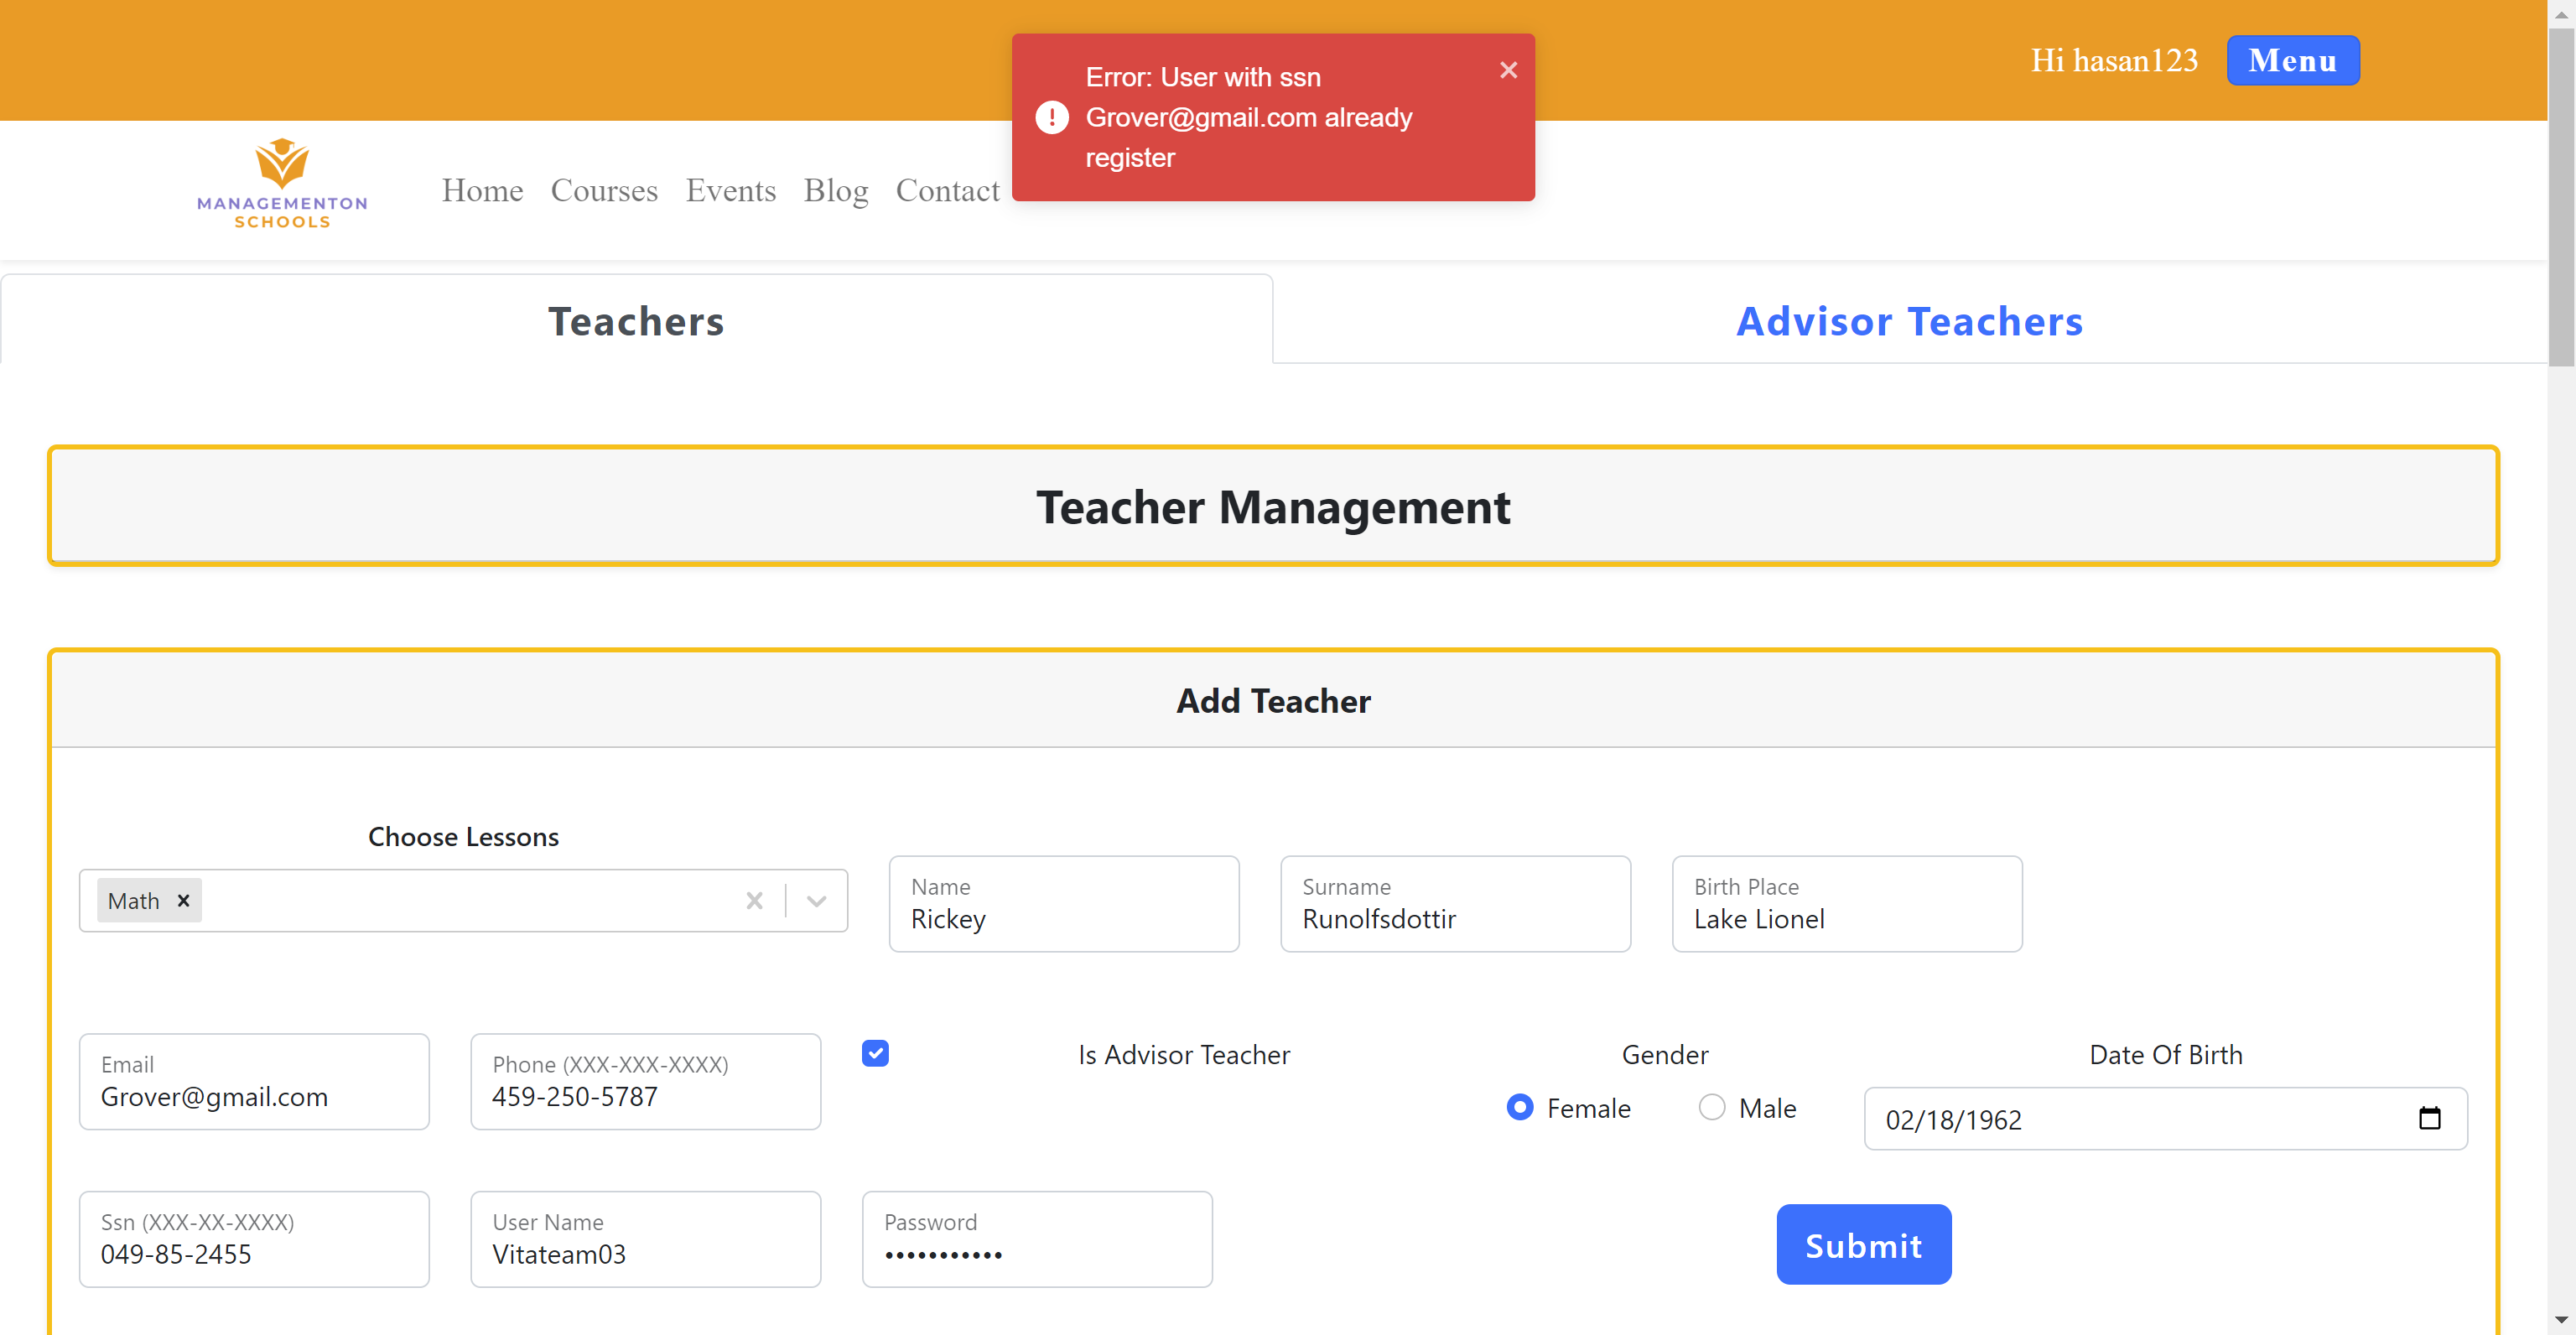 Hi hasan123
Menu
Error: User with ssn
Grover@gmail.com already
register
MANAGEMENTON
SCHOOLS
Home Courses Events Blog Contact
Teachers
Advisor Teachers
Teacher Management
Add Teacher
Choose Lessons
Math
Name
Rickey
Surname
Runolfsdottir
Birth Place
Lake Lionel
Email
Grover@gmail.com
Phone (XXX-XXX-XXXX)
459-250-5787
Is Advisor Teacher
Gender
Female
Male
Date Of Birth
02/18/1962
Ssn (XXX-XX-XXXX)
049-85-2455
User Name
Vitateam03
Password
•••••••••••
Submit